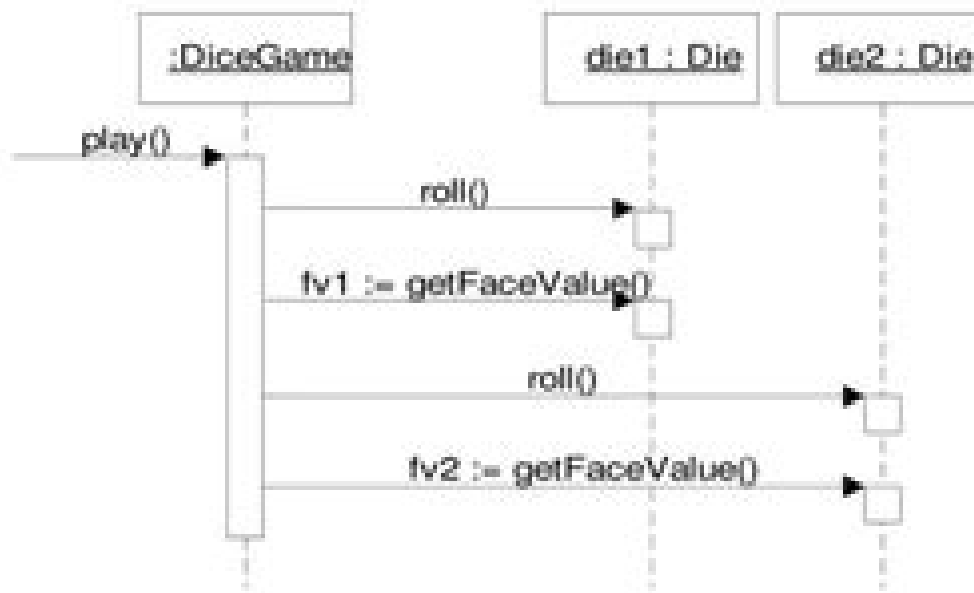 :DiceGame
die1 : Die
die2 : Die
play()
roll()
fv1 := getFaceValue()
roll()
fv2 := getFaceValue()